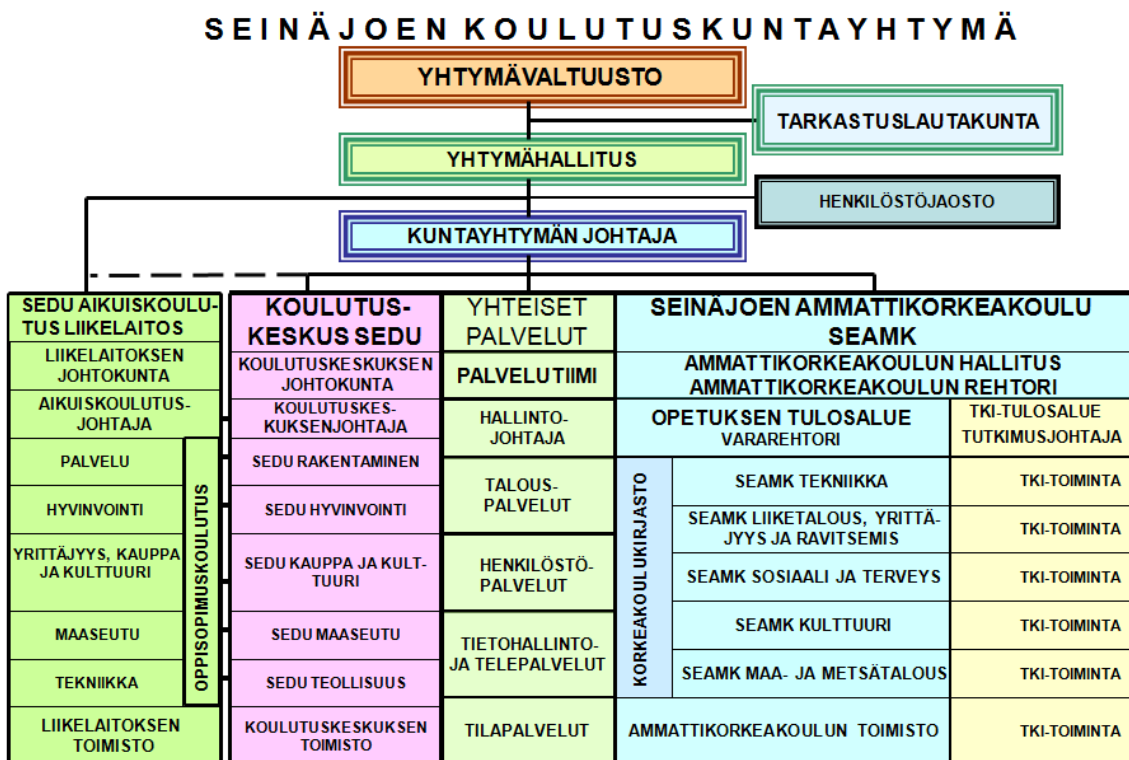 SEINÄJOEN KOULUTUSKUNTAYHTYMÄ
YHTYMÄVALTUUSTO
TARKASTUSLAUTAKUNTA
YHTYMÄHALLITUS
HENKILÖSTÖJAOSTO
KUNTAYHTYMÄN JOHTAJA
SEDU AIKUISKOULU-
TUS LIIKELAITOS
LIIKELAITOKSEN
JOHTOKUNTA
AIKUISKOULUTUS-
JOHTAJA
PALVELU
HYVINVOINTI
YRITTÄJYYS, KAUPPA
JA KULTTUURI
MAASEUTU
TEKNIIKKA
OPPISOPIMUSKOULUTUS
LIIKELAITOKSEN
TOIMISTO
KOULUTUS-
KESKUS SEDU
KOULUTUSKESKUKSEN
JOHTOKUNTA
KOULUTUSKES-
KUKSENJOHTAJA
SEDU RAKENTAMINEN
SEDU HYVINVOINTI
SEDU KAUPPA JA KULT-
TUURI
SEDU MAASEUTU
SEDU TEOLLISUUS
KOULUTUSKESKUKSEN
TOIMISTO
YHTEISET
PALVELUT
PALVELUTIIMI
HALLINTO-
JOHTAJA
TALOUS-
PALVELUT
HENKILÖSTÖ-
PALVELUT
TIETOHALLINTO-
JA TELEPALVELUT
TILAPALVELUT
SEINÄJOEN AMMATTIKORKEAKOULU
SEAMK
AMMATTIKORKEAKOULUN HALLITUS
AMMATTIKORKEAKOULUN REHTORI
OPETUKSEN TULOSALUE
VARAREHTORI
TKI-TULOSALUE
TUTKIMUSJOHTAJA
KORKEAKOULUKIRJASTO
SEAMK TEKNIIKKA
TKI-TOIMINTA
SEAMK LIIKETALOUS, YRITTÄ-
JYYS JA RAVITSEMIS
TKI-TOIMINTA
SEAMK SOSIAALI JA TERVEYS
TKI-TOIMINTA
SEAMK KULTTUURI
TKI-TOIMINTA
SEAMK MAA- JA METSÄTALOUS
TKI-TOIMINTA
AMMATTIKORKEAKOULUN TOIMISTO
TKI-TOIMINTA